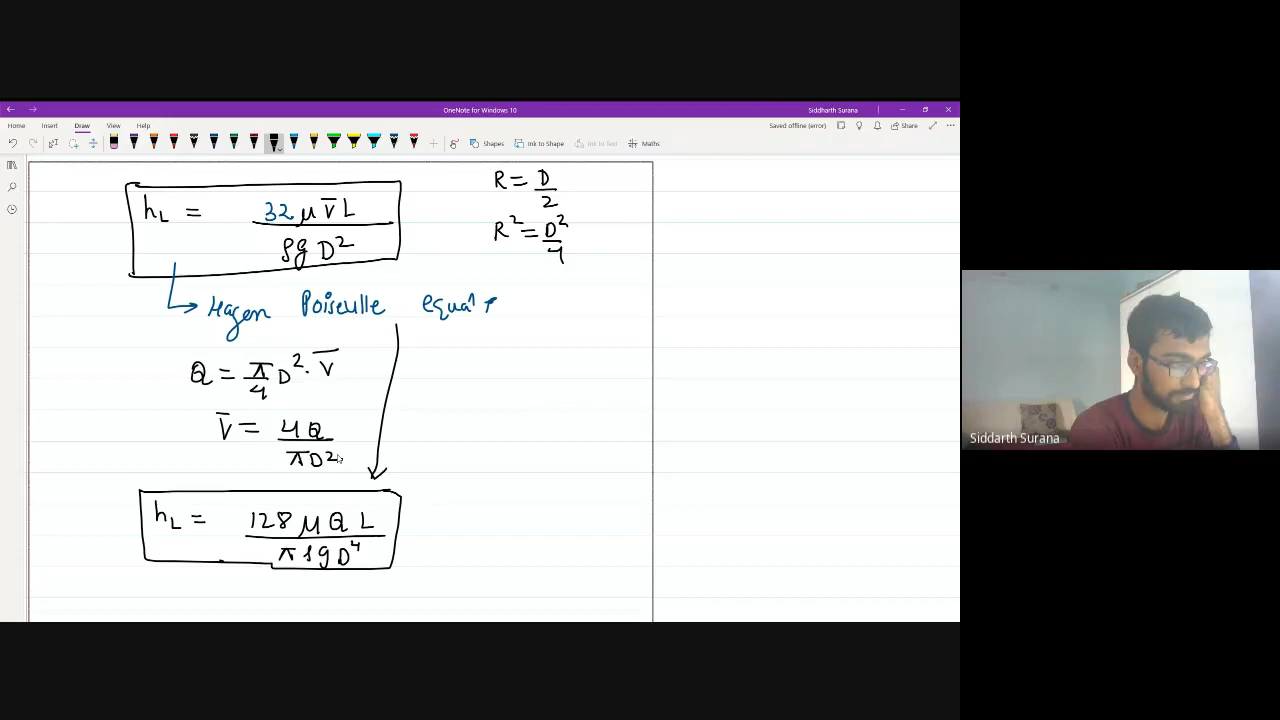 OneNote for Windows 10
Siddharth Surana
Home Insert Draw View Help
Saved offline (error)
Share
Shapes
Ink to Shape
Ink to Text
Maths
h_L = 32 μ V̄ L / ρg D²
R = D / 2
R² = D² / 4
Hagen Poiseulle equatⁿ
Q = π/4 D² · V̄
V̄ = 4Q / πD²
h_L = 128 μ Q L / π ρ g D⁴
Siddarth Surana